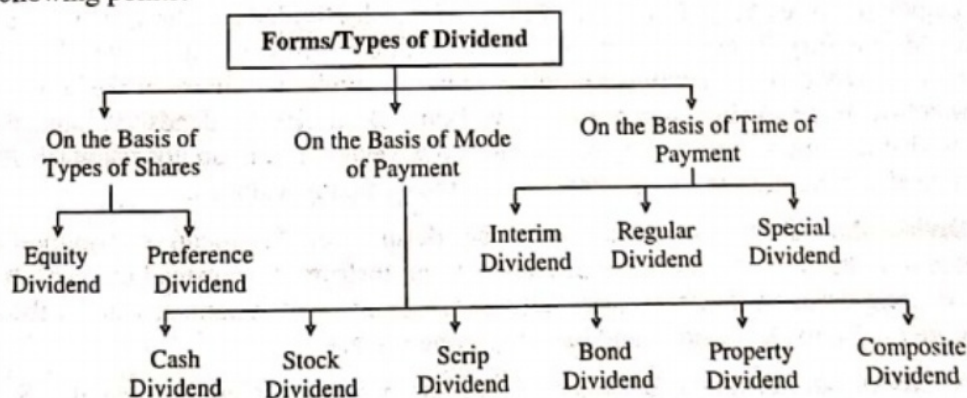 Forms/Types of Dividend
On the Basis of
Types of Shares
On the Basis of Mode
of Payment
On the Basis of Time of
Payment
Equity
Dividend
Preference
Dividend
Interim
Dividend
Regular
Dividend
Special
Dividend
Cash
Dividend
Stock
Dividend
Scrip
Dividend
Bond
Dividend
Property
Dividend
Composite
Dividend